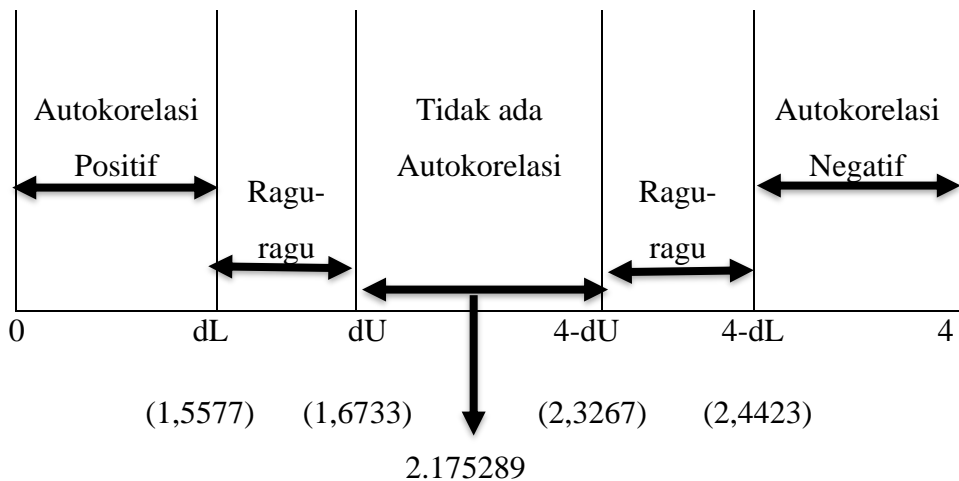 Autokorelasi
Positif
Ragu-
ragu
Tidak ada
Autokorelasi
Ragu-
ragu
Autokorelasi
Negatif
0 dL dU 4-dU 4-dL 4
(1,5577) (1,6733) (2,3267) (2,4423)
2.175289